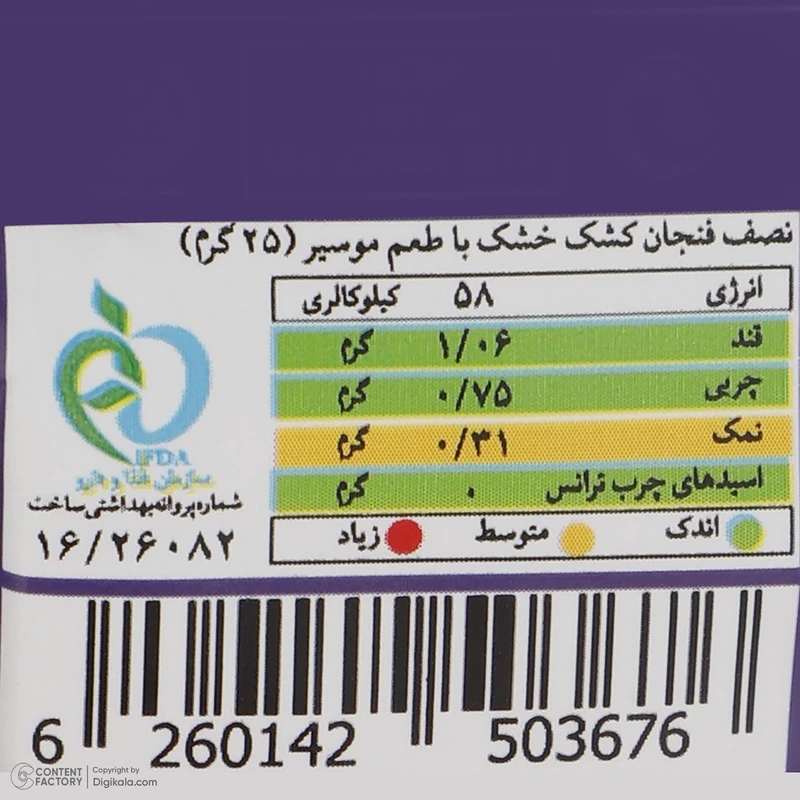 نصف فنجان کشک خشک با طعم موسیر (۲۵ گرم)
انرژی ۵۸ کیلوکالری
قند ۱/۰۶ گرم
چربی ۰/۷۵ گرم
نمک ۰/۳۱ گرم
اسیدهای چرب ترانس ۰ گرم
اندک متوسط زیاد
IFDA
سازمان غذا و دارو
شماره پروانه بهداشتی ساخت
۱۶/۲۶۰۸۲
6 260142 503676
CONTENT FACTORY
Copyright by
Digikala.com